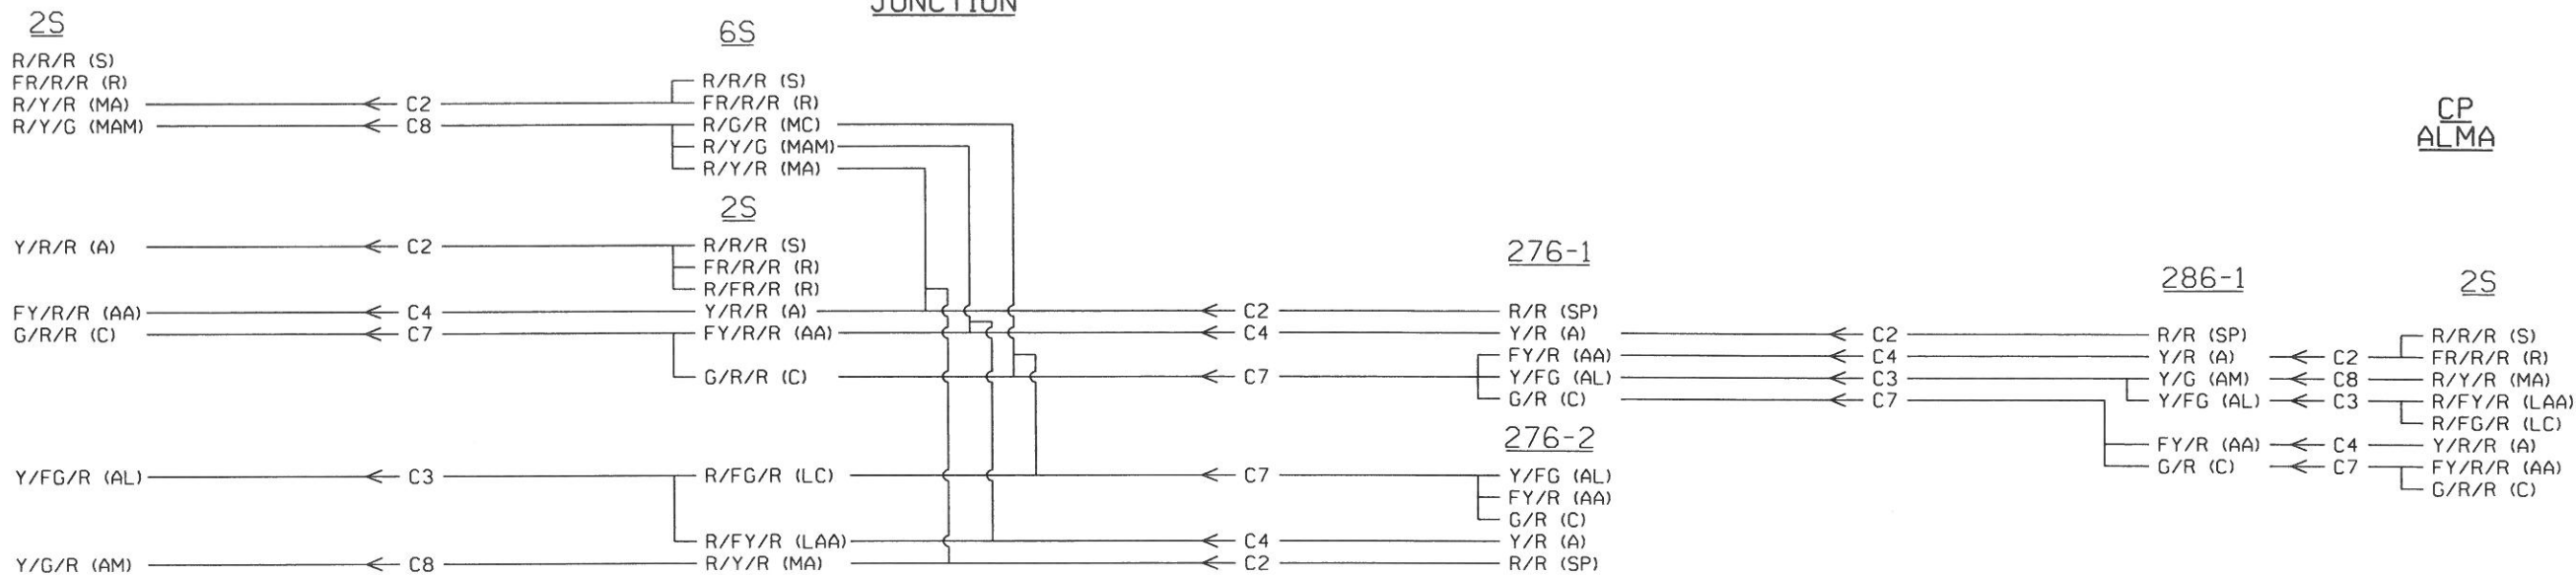 JUNCTION
2S
R/R/R (S)
FR/R/R (R)
R/Y/R (MA)
R/Y/G (MAM)
Y/R/R (A)
FY/R/R (AA)
G/R/R (C)
Y/FG/R (AL)
Y/G/R (AM)
C2
C8
C2
C4
C7
C3
C8
6S
R/R/R (S)
FR/R/R (R)
R/G/R (MC)
R/Y/G (MAM)
R/Y/R (MA)
2S
R/R/R (S)
FR/R/R (R)
R/FR/R (R)
Y/R/R (A)
FY/R/R (AA)
G/R/R (C)
R/FG/R (LC)
R/FY/R (LAA)
R/Y/R (MA)
C2
C4
C7
C7
C4
C2
276-1
R/R (SP)
Y/R (A)
FY/R (AA)
Y/FG (AL)
G/R (C)
276-2
Y/FG (AL)
FY/R (AA)
G/R (C)
Y/R (A)
R/R (SP)
C2
C4
C3
C7
286-1
R/R (SP)
Y/R (A)
Y/G (AM)
Y/FG (AL)
FY/R (AA)
G/R (C)
C2
C8
C3
C4
C7
CP
ALMA
2S
R/R/R (S)
FR/R/R (R)
R/Y/R (MA)
R/FY/R (LAA)
R/FG/R (LC)
Y/R/R (A)
FY/R/R (AA)
G/R/R (C)